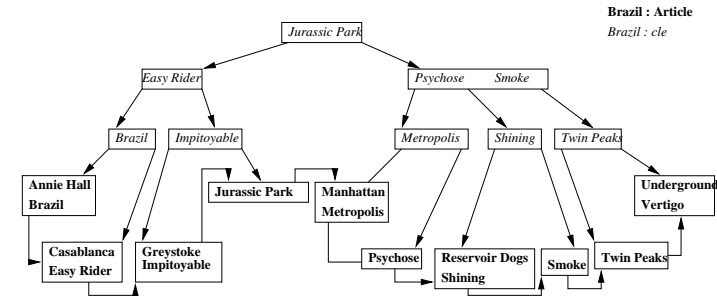 Brazil : Article
Brazil : cle
Jurassic Park
Easy Rider
Psychose Smoke
Brazil
Impitoyable
Metropolis
Shining
Twin Peaks
Annie Hall
Brazil
Jurassic Park
Manhattan
Metropolis
Underground
Vertigo
Casablanca
Easy Rider
Greystoke
Impitoyable
Psychose
Reservoir Dogs
Shining
Smoke
Twin Peaks